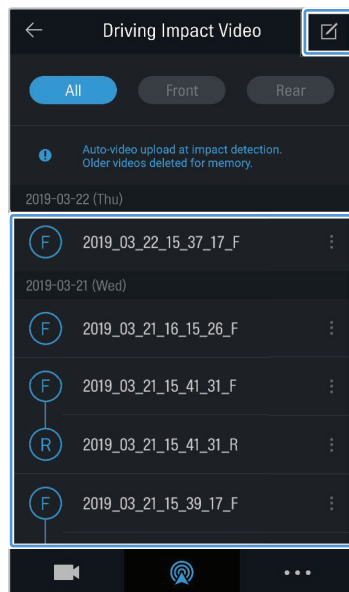 Driving Impact Video
All Front Rear
Auto-video upload at impact detection.
Older videos deleted for memory.
2019-03-22 (Thu)
F 2019_03_22_15_37_17_F
2019-03-21 (Wed)
F 2019_03_21_16_15_26_F
F 2019_03_21_15_41_31_F
R 2019_03_21_15_41_31_R
F 2019_03_21_15_39_17_F